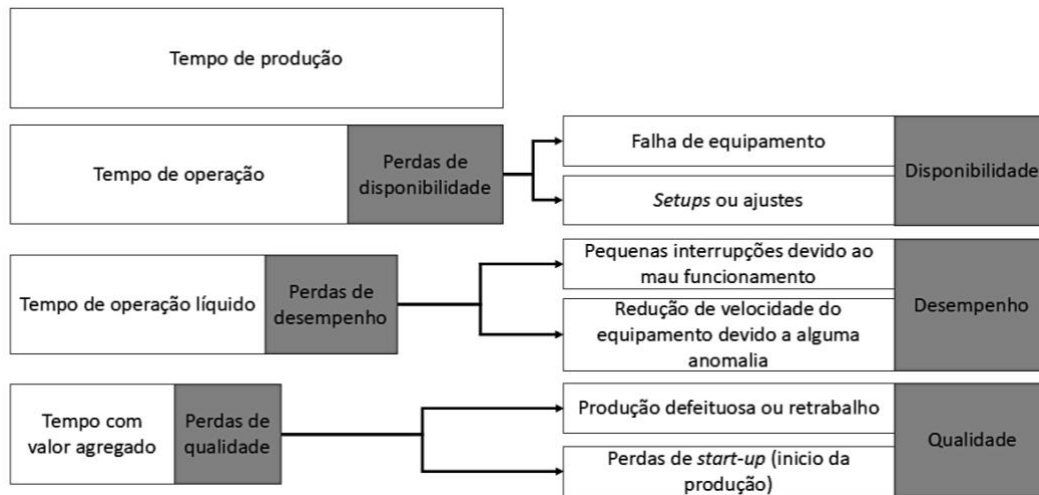 Tempo de produção
Tempo de operação
Perdas de
disponibilidade
Falha de equipamento
Setups ou ajustes
Disponibilidade
Tempo de operação líquido
Perdas de
desempenho
Pequenas interrupções devido ao
mau funcionamento
Redução de velocidade do
equipamento devido a alguma
anomalia
Desempenho
Tempo com
valor agregado
Perdas de
qualidade
Produção defeituosa ou retrabalho
Perdas de start-up (inicio da
produção)
Qualidade